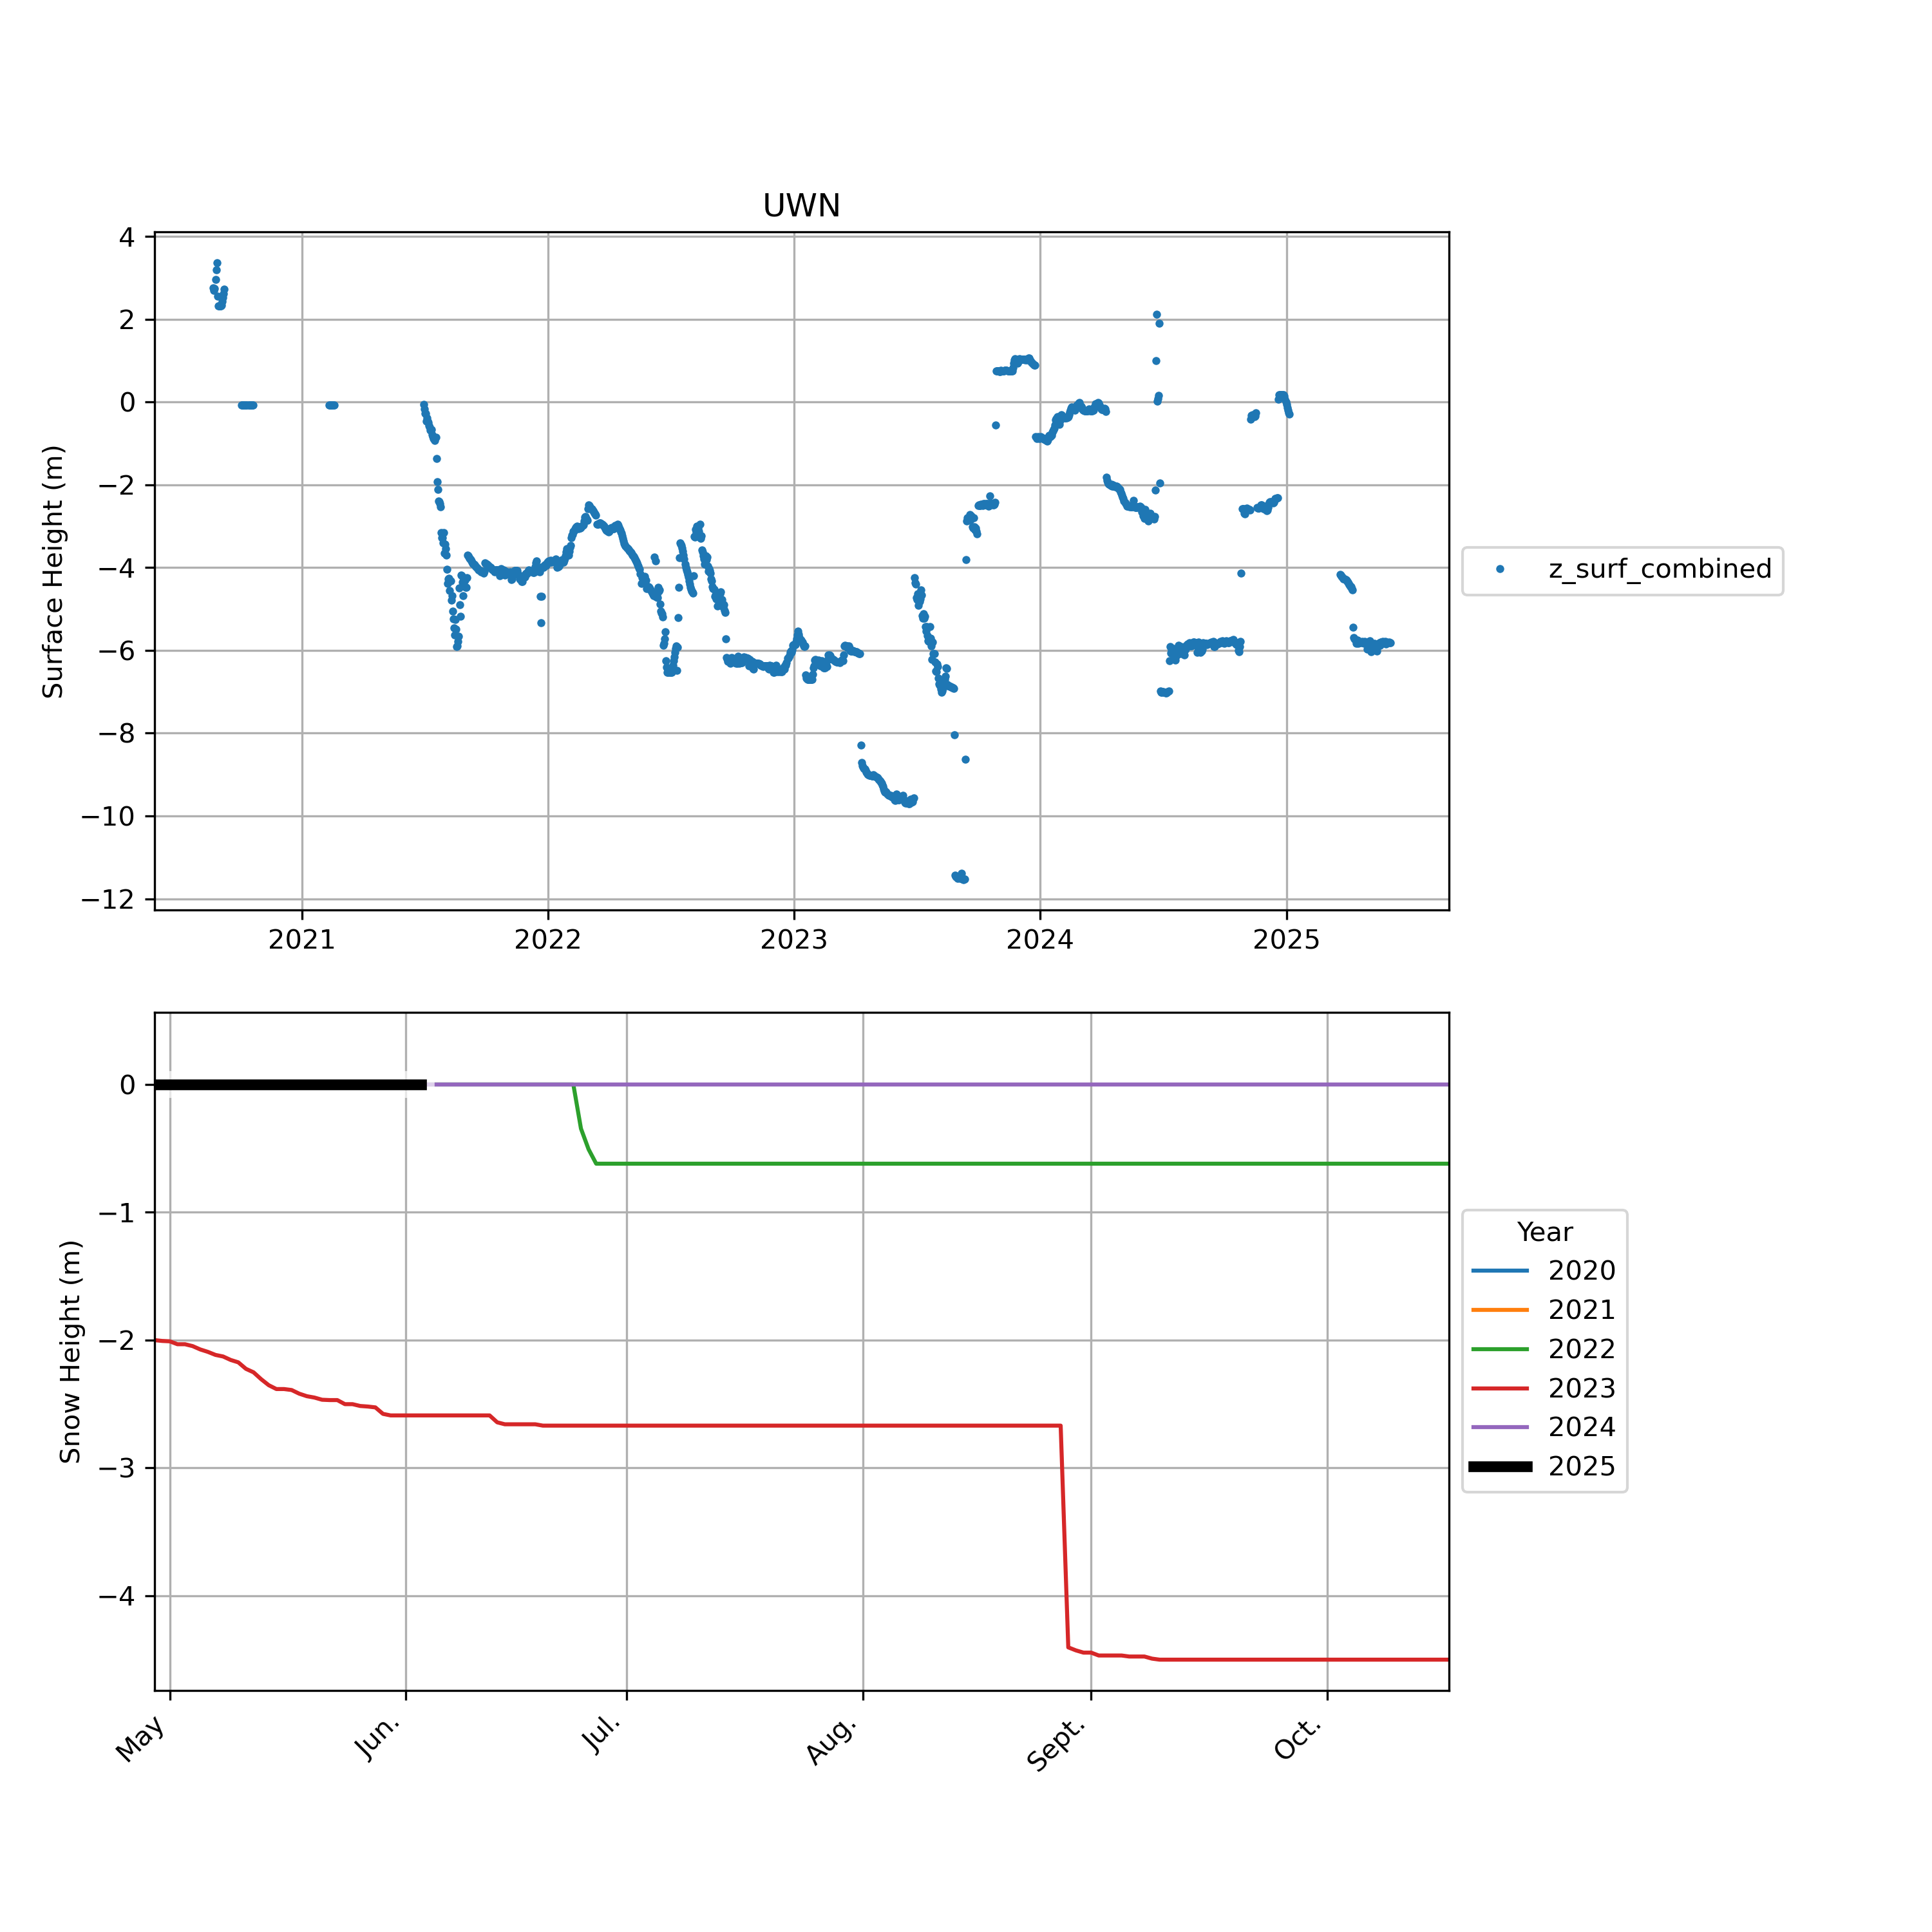 UWN
4
2
0
−2
−4
−6
−8
−10
−12
Surface Height (m)
2021 2022 2023 2024 2025
z_surf_combined
0
−1
−2
−3
−4
Snow Height (m)
May Jun. Jul. Aug. Sept. Oct.
Year
2020
2021
2022
2023
2024
2025